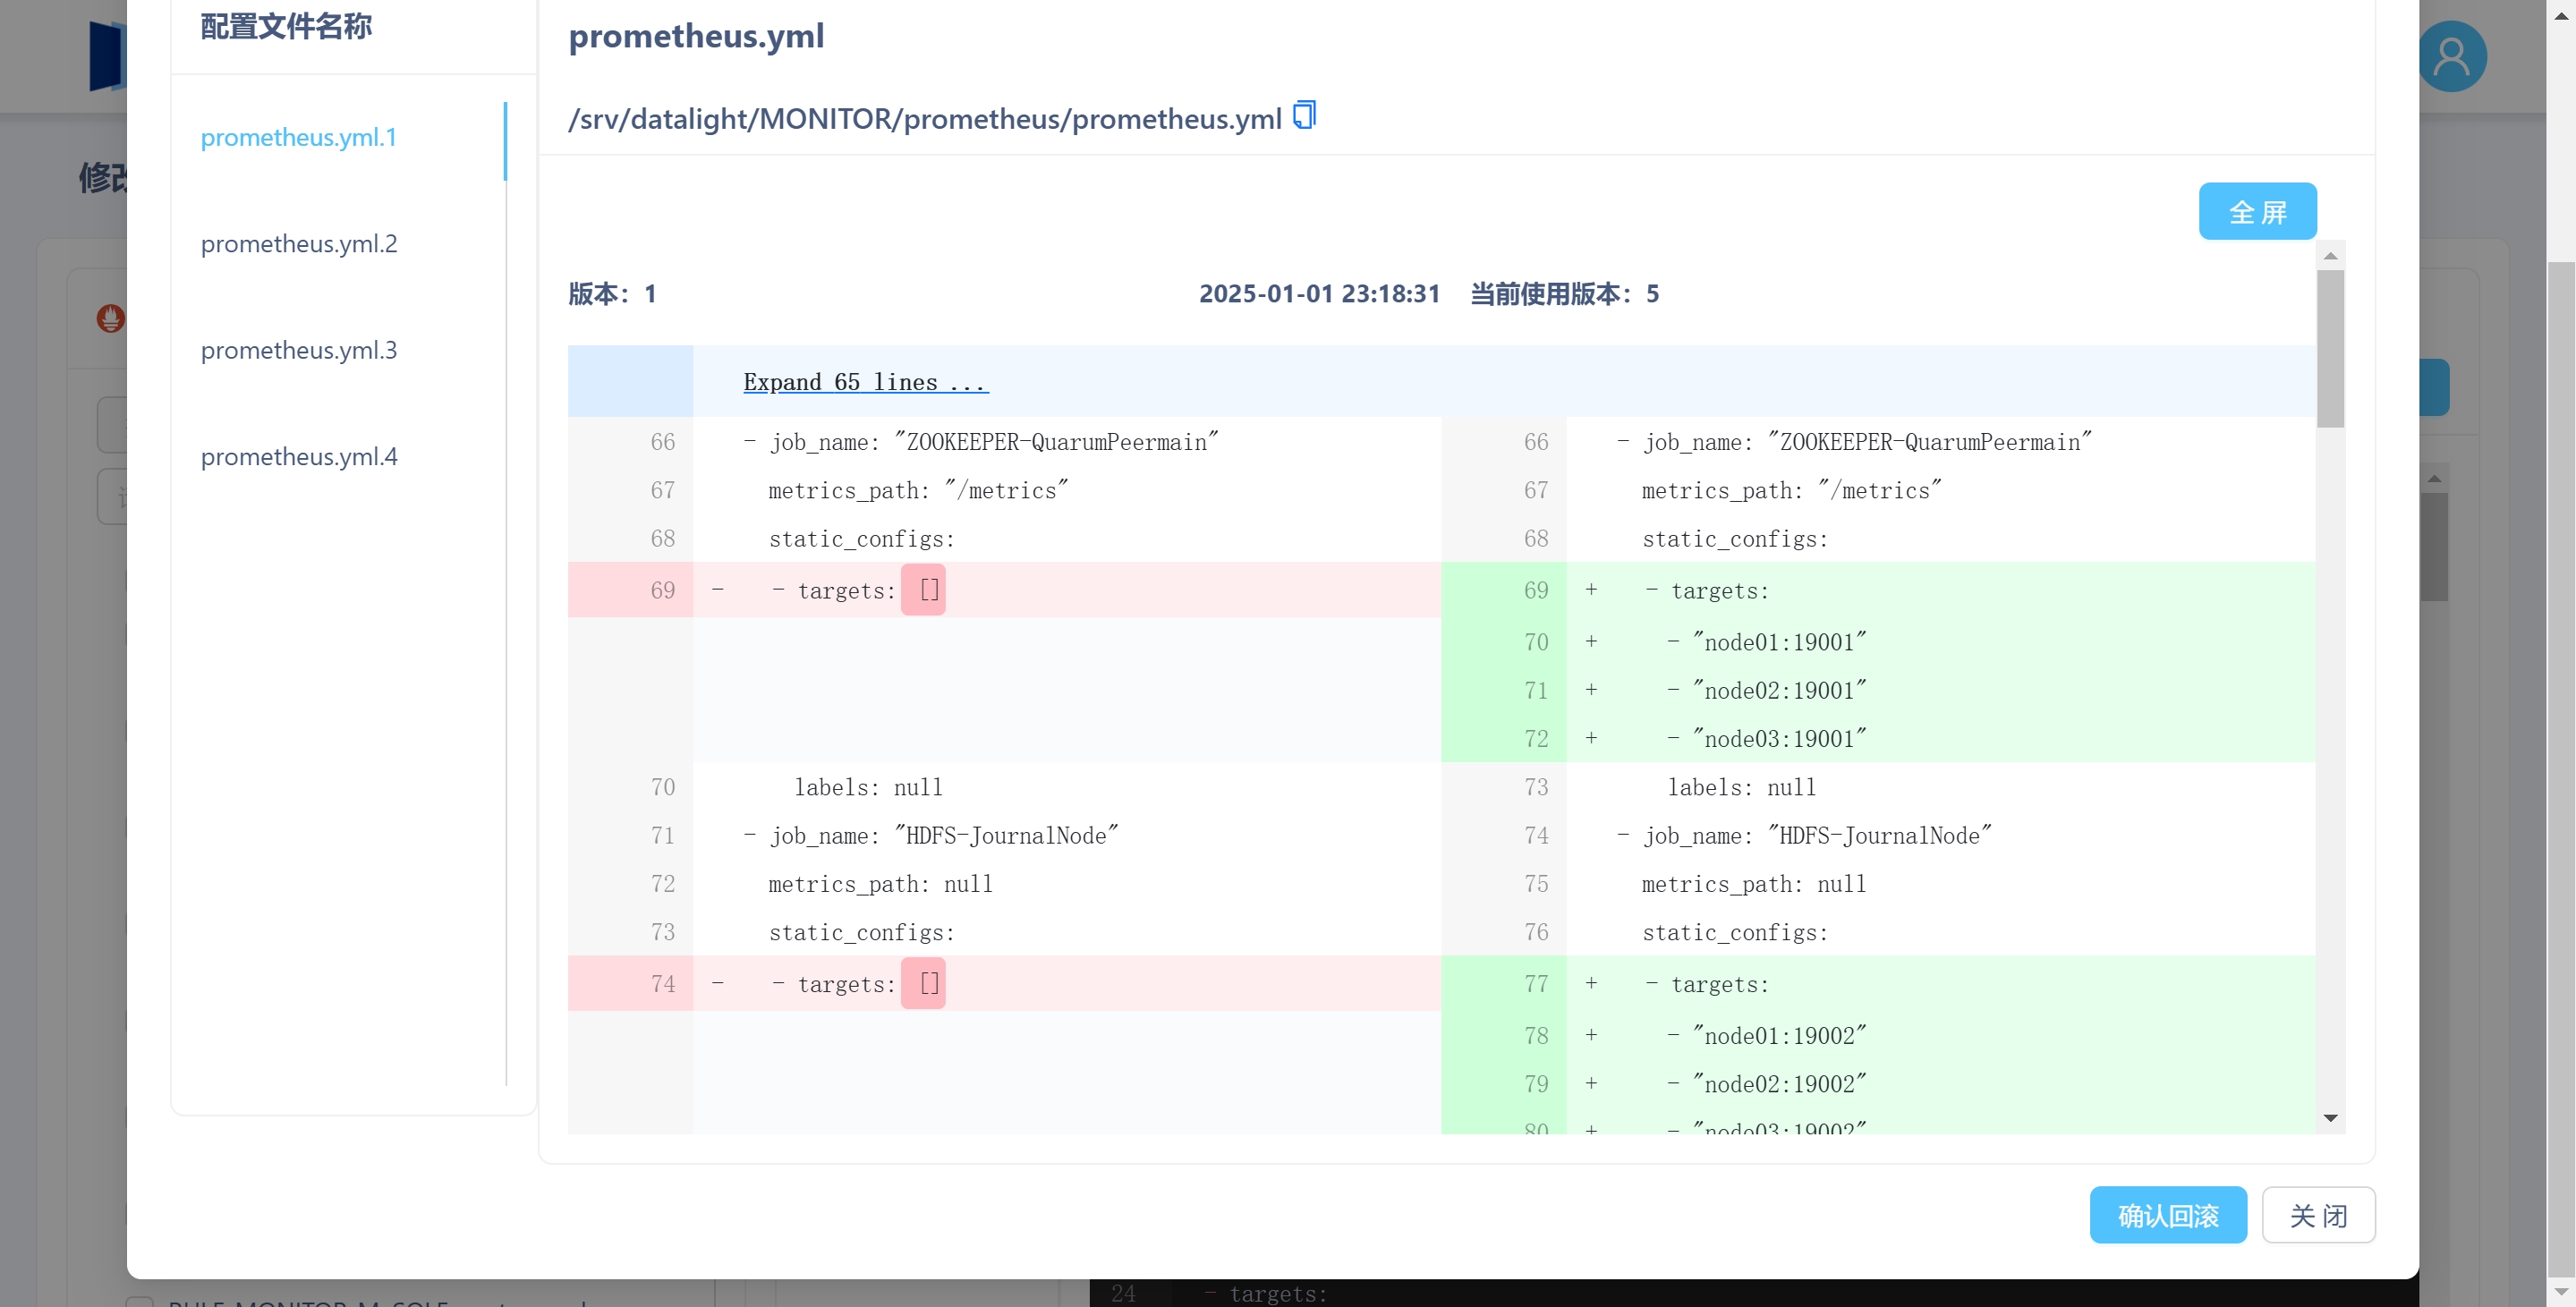 配置文件名称
prometheus.yml.1
prometheus.yml.2
prometheus.yml.3
prometheus.yml.4
prometheus.yml
/srv/datalight/MONITOR/prometheus/prometheus.yml
全 屏
版本：1
2025-01-01 23:18:31 当前使用版本：5
Expand 65 lines ...
66 - job_name: "ZOOKEEPER-QuarumPeermain" 66 - job_name: "ZOOKEEPER-QuarumPeermain"
67 metrics_path: "/metrics" 67 metrics_path: "/metrics"
68 static_configs: 68 static_configs:
69 - - targets: [] 69 + - targets:
70 + - "node01:19001"
71 + - "node02:19001"
72 + - "node03:19001"
70 labels: null 73 labels: null
71 - job_name: "HDFS-JournalNode" 74 - job_name: "HDFS-JournalNode"
72 metrics_path: null 75 metrics_path: null
73 static_configs: 76 static_configs:
74 - - targets: [] 77 + - targets:
78 + - "node01:19002"
79 + - "node02:19002"
80 + - "node03:19002"
确认回滚
关 闭
24 - targets: